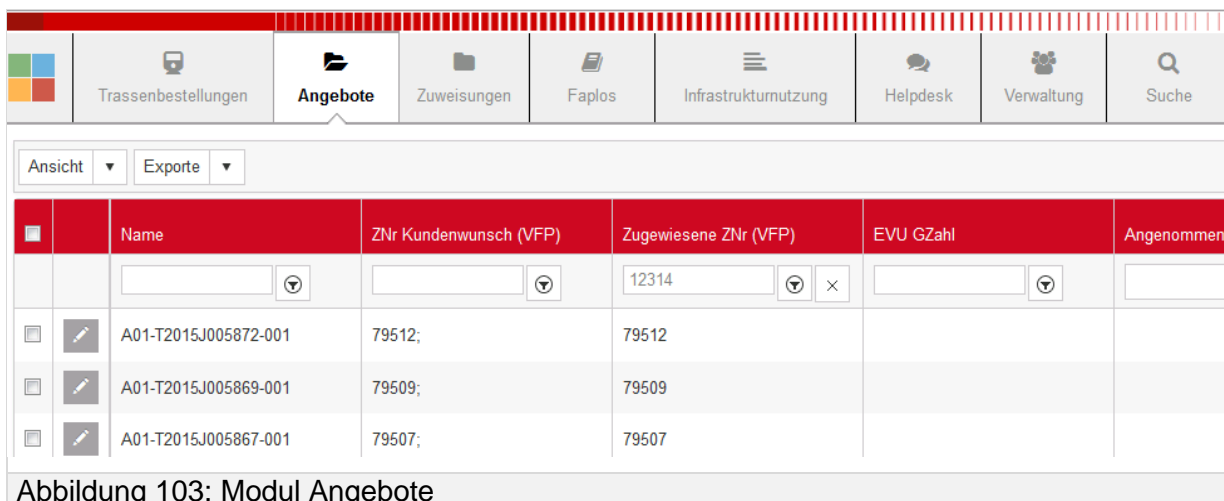 Trassenbestellungen Angebote Zuweisungen Faplos Infrastrukturnutzung Helpdesk Verwaltung Suche
Ansicht Exporte
Name ZNr Kundenwunsch (VFP) Zugewiesene ZNr (VFP) EVU GZahl Angenommen
12314
A01-T2015J005872-001 79512; 79512
A01-T2015J005869-001 79509; 79509
A01-T2015J005867-001 79507; 79507
Abbildung 103: Modul Angebote